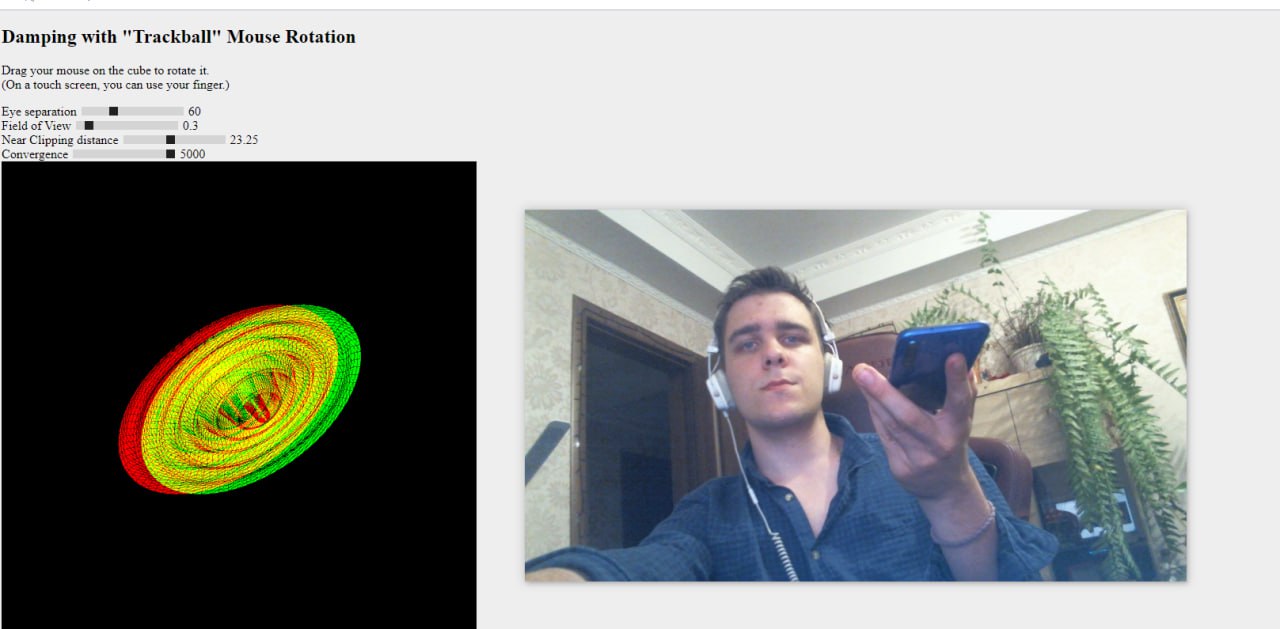 Damping with "Trackball" Mouse Rotation
Drag your mouse on the cube to rotate it.
(On a touch screen, you can use your finger.)
Eye separation 60
Field of View 0.3
Near Clipping distance 23.25
Convergence 5000